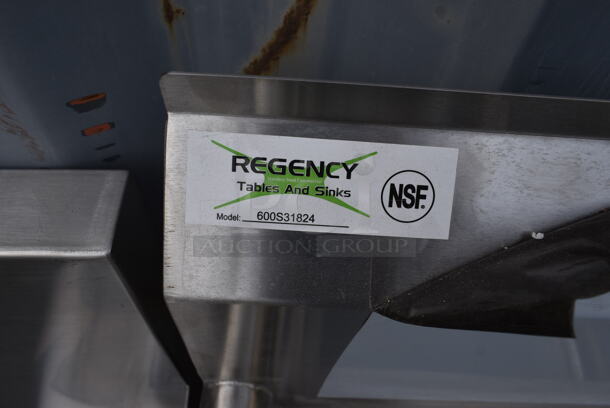 REGENCY
Tables And Sinks
NSF.
Model: 600S31824
AUCTION GROUP